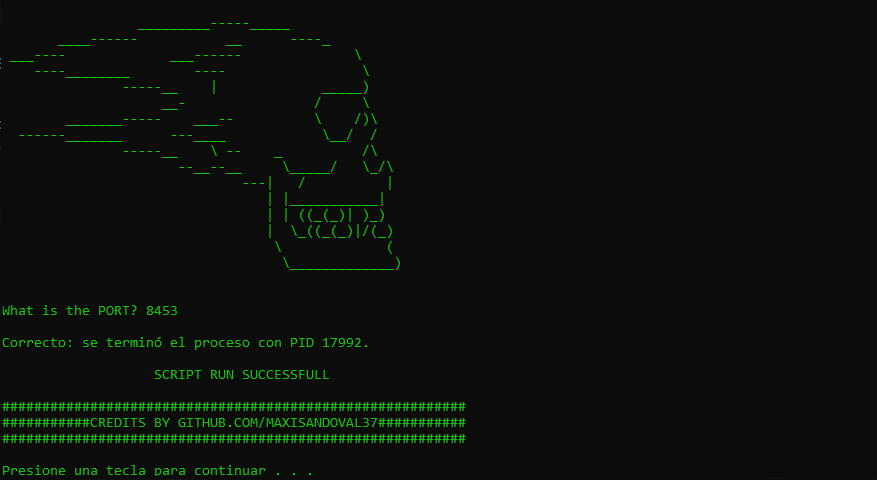 What is the PORT? 8453
Correcto: se terminó el proceso con PID 17992.
SCRIPT RUN SUCCESSFULL
##########################################################
###########CREDITS BY GITHUB.COM/MAXISANDOVAL37###########
##########################################################
Presione una tecla para continuar . . .